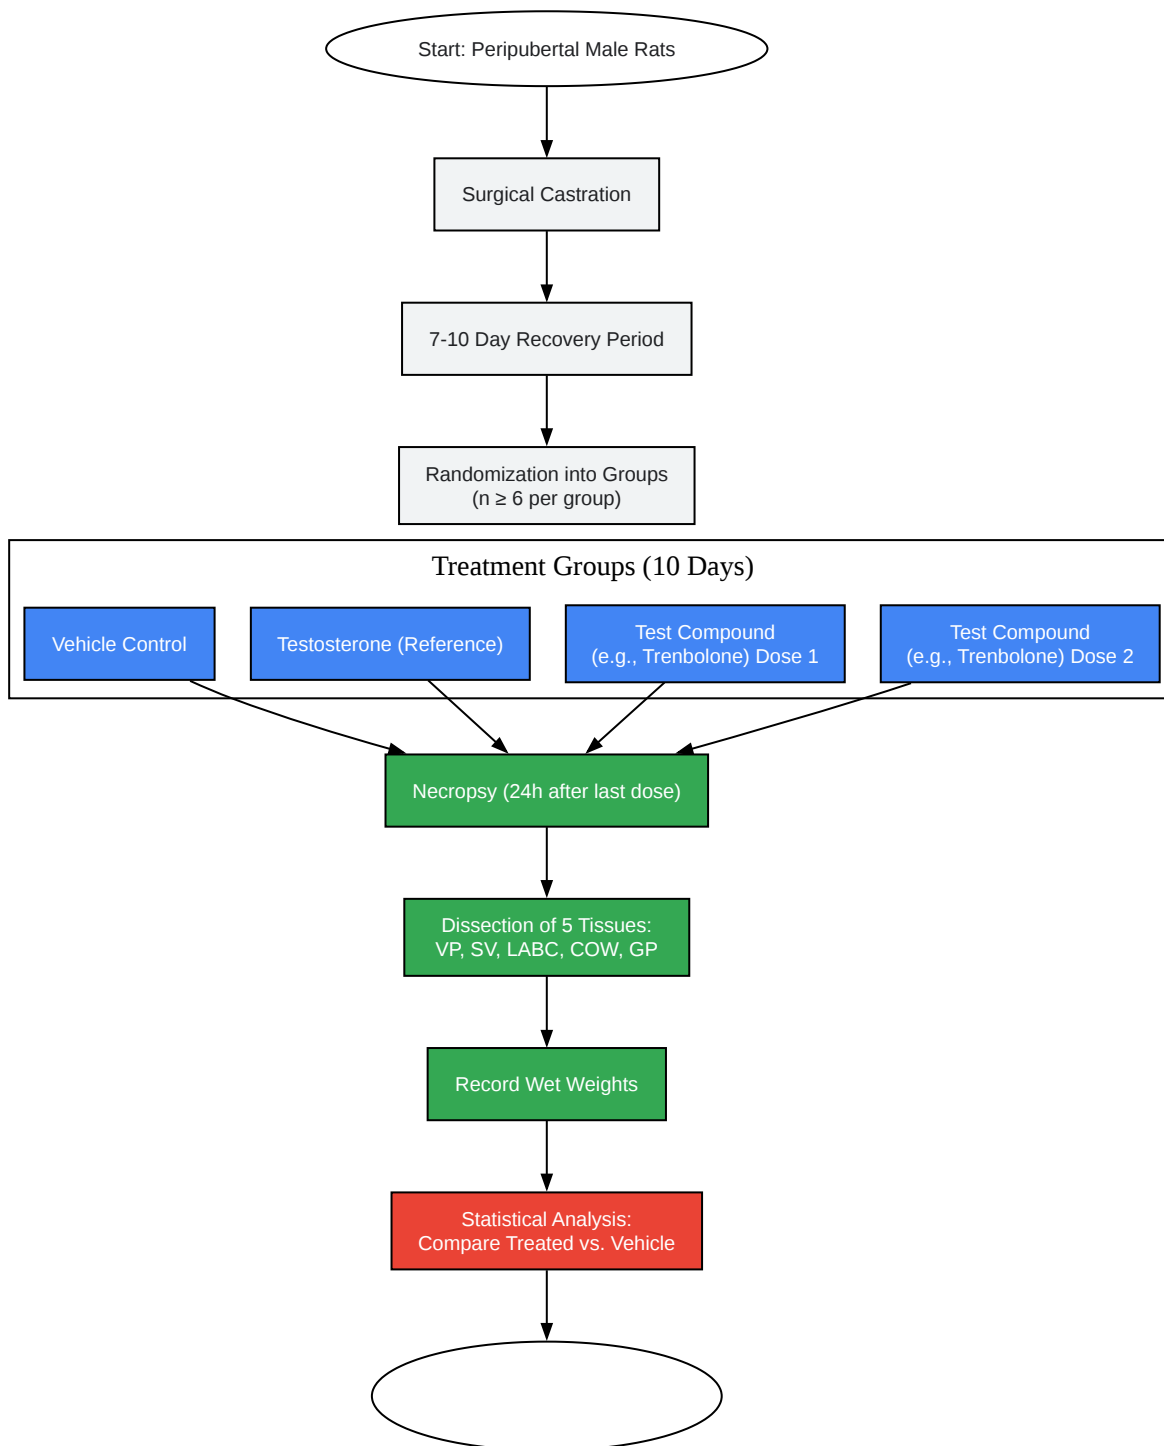 Start: Peripubertal Male Rats
Surgical Castration
7-10 Day Recovery Period
Randomization into Groups
(n ≥ 6 per group)
Treatment Groups (10 Days)
Vehicle Control
Testosterone (Reference)
Test Compound
(e.g., Trenbolone) Dose 1
Test Compound
(e.g., Trenbolone) Dose 2
Necropsy (24h after last dose)
Dissection of 5 Tissues:
VP, SV, LABC, COW, GP
Record Wet Weights
Statistical Analysis:
Compare Treated vs. Vehicle